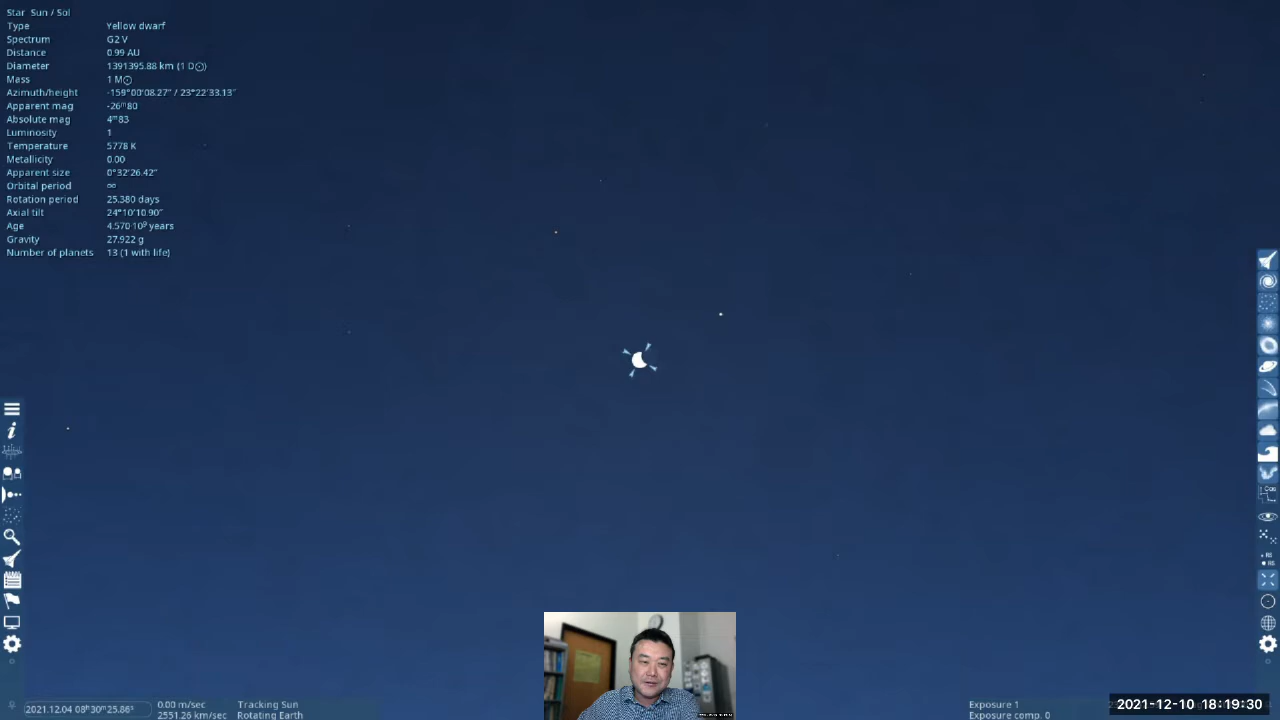 Star Sun / Sol
Type Yellow dwarf
Spectrum G2 V
Distance 0.99 AU
Diameter 1391395.88 km (1 D☉)
Mass 1 M☉
Azimuth/height -159°00'08.27" / 23°22'33.13"
Apparent mag -26ᵐ80
Absolute mag 4ᵐ83
Luminosity 1
Temperature 5778 K
Metallicity 0.00
Apparent size 0°32'26.42"
Orbital period ∞
Rotation period 25.380 days
Axial tilt 24°10'10.90"
Age 4.570·10⁹ years
Gravity 27.922 g
Number of planets 13 (1 with life)
2021.12.04 08ʰ30ᵐ25.86ˢ
0.00 m/sec Tracking Sun
2551.26 km/sec Rotating Earth
Exposure 1
Exposure comp. 0
2021-12-10 18:19:30